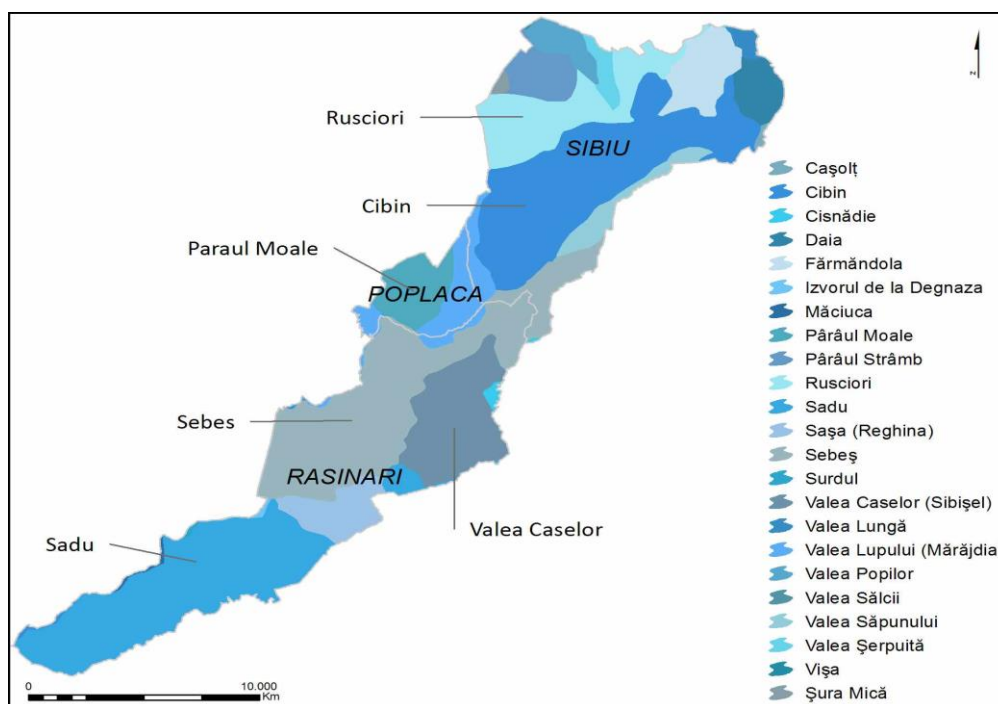 Rusciori
SIBIU
Cibin
Paraul Moale
POPLACA
Sebes
RASINARI
Valea Caselor
Sadu
0 10.000
Km
N
Caşolţ
Cibin
Cisnădie
Daia
Fărmăndola
Izvorul de la Degnaza
Măciuca
Pârâul Moale
Pârâul Strâmb
Rusciori
Sadu
Saşa (Reghina)
Sebeş
Surdul
Valea Caselor (Sibişel)
Valea Lungă
Valea Lupului (Mărăjdia
Valea Popilor
Valea Sălcii
Valea Săpunului
Valea Şerpuită
Vişa
Şura Mică